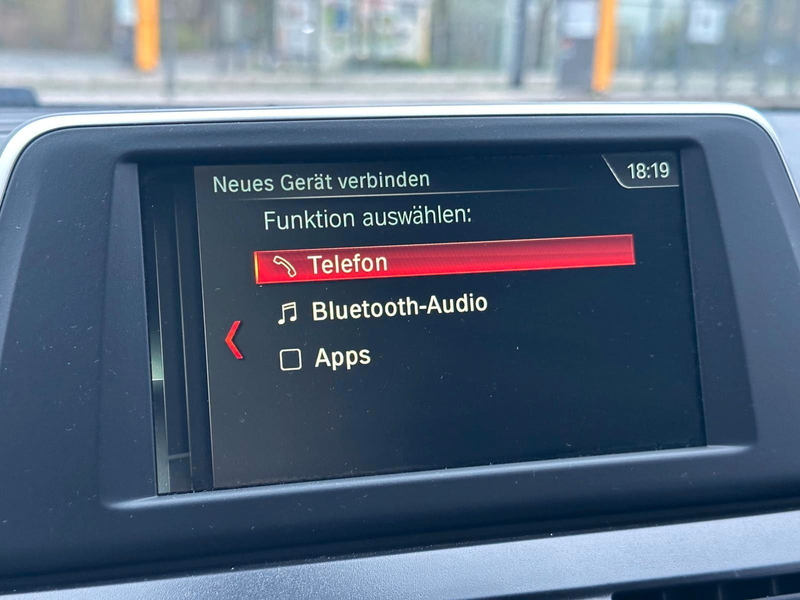 Neues Gerät verbinden
18:19
Funktion auswählen:
Telefon
Bluetooth-Audio
Apps